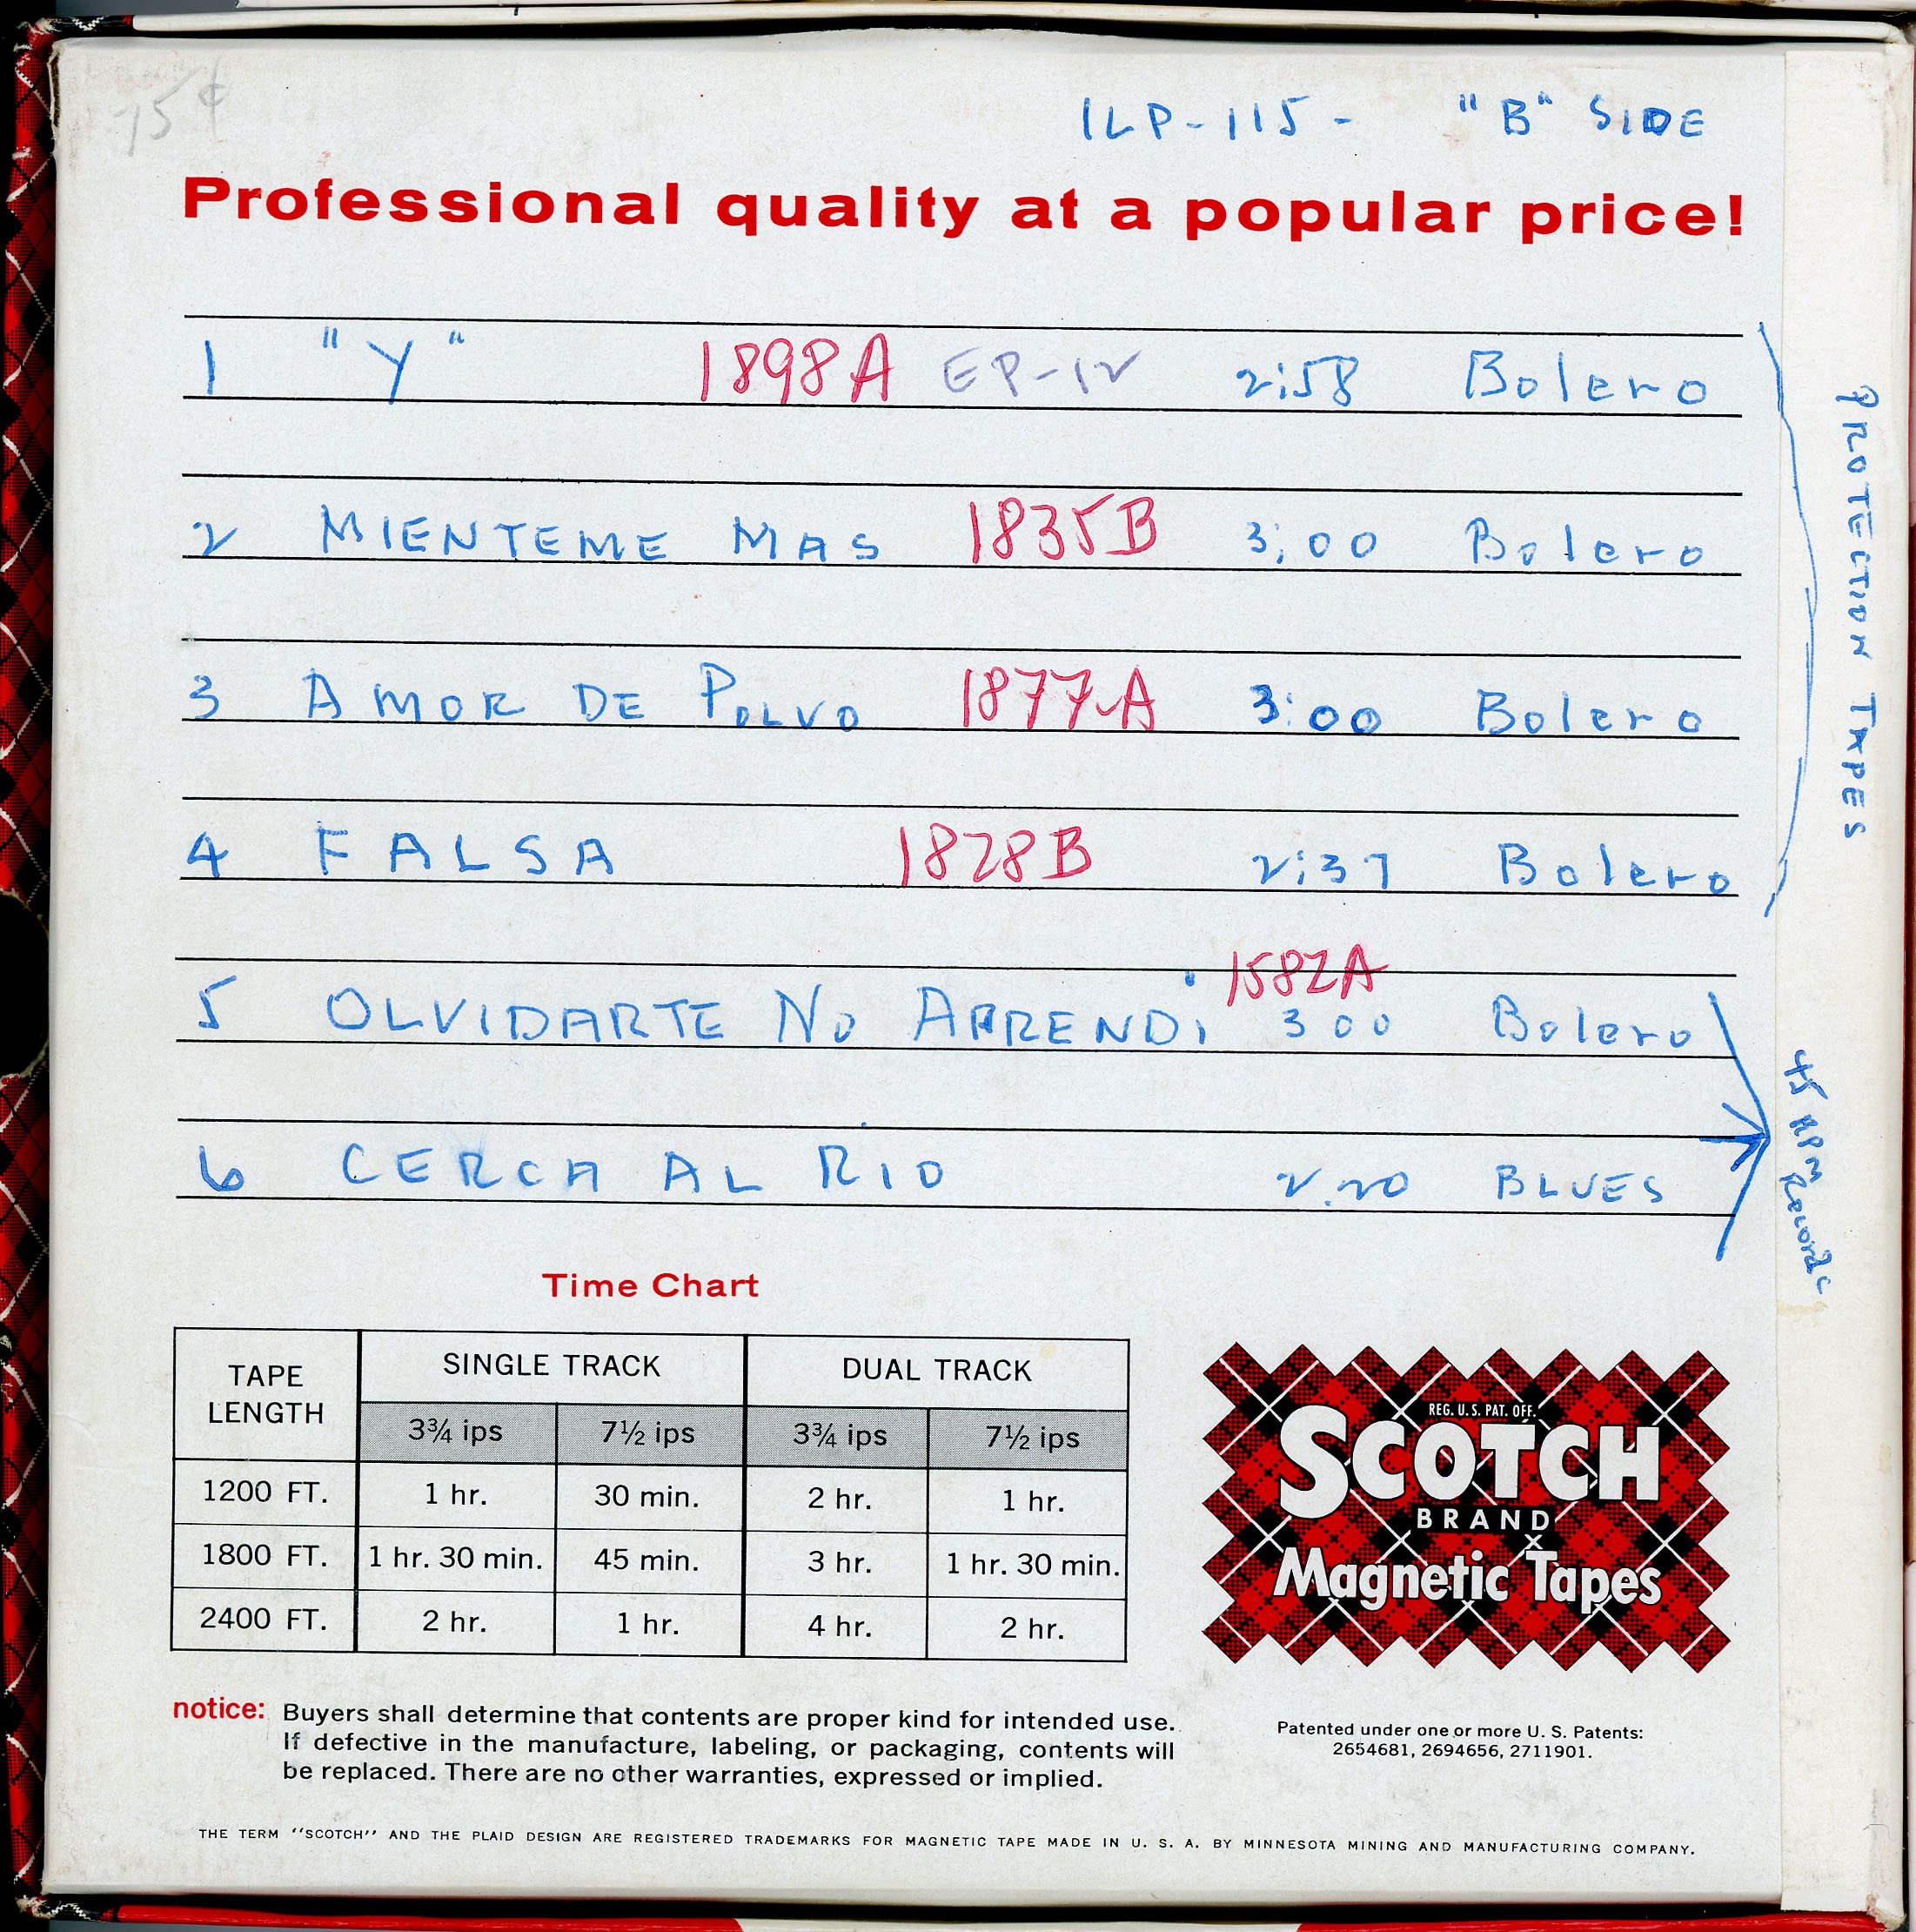 75¢
ILP-115- "B" SIDE
Professional quality at a popular price!
1 "Y" 1898A EP-12 2:58 Bolero
2 MIENTEME MAS 1835B 3:00 Bolero
3 AMOR DE POLVO 1877-A 3:00 Bolero
4 FALSA 1828B 2:37 Bolero
1582A
5 OLVIDARTE NO APRENDI 300 Bolero
6 CERCA AL RIO 2.20 BLUES
PROTECTION TAPES
45 RPM Records
Time Chart
TAPE LENGTH SINGLE TRACK DUAL TRACK
3¾ ips 7½ ips 3¾ ips 7½ ips
1200 FT. 1 hr. 30 min. 2 hr. 1 hr.
1800 FT. 1 hr. 30 min. 45 min. 3 hr. 1 hr. 30 min.
2400 FT. 2 hr. 1 hr. 4 hr. 2 hr.
REG. U.S. PAT. OFF.
SCOTCH
BRAND
Magnetic Tapes
notice: Buyers shall determine that contents are proper kind for intended use.
If defective in the manufacture, labeling, or packaging, contents will
be replaced. There are no other warranties, expressed or implied.
Patented under one or more U. S. Patents:
2654681, 2694656, 2711901.
THE TERM "SCOTCH" AND THE PLAID DESIGN ARE REGISTERED TRADEMARKS FOR MAGNETIC TAPE MADE IN U. S. A. BY MINNESOTA MINING AND MANUFACTURING COMPANY.